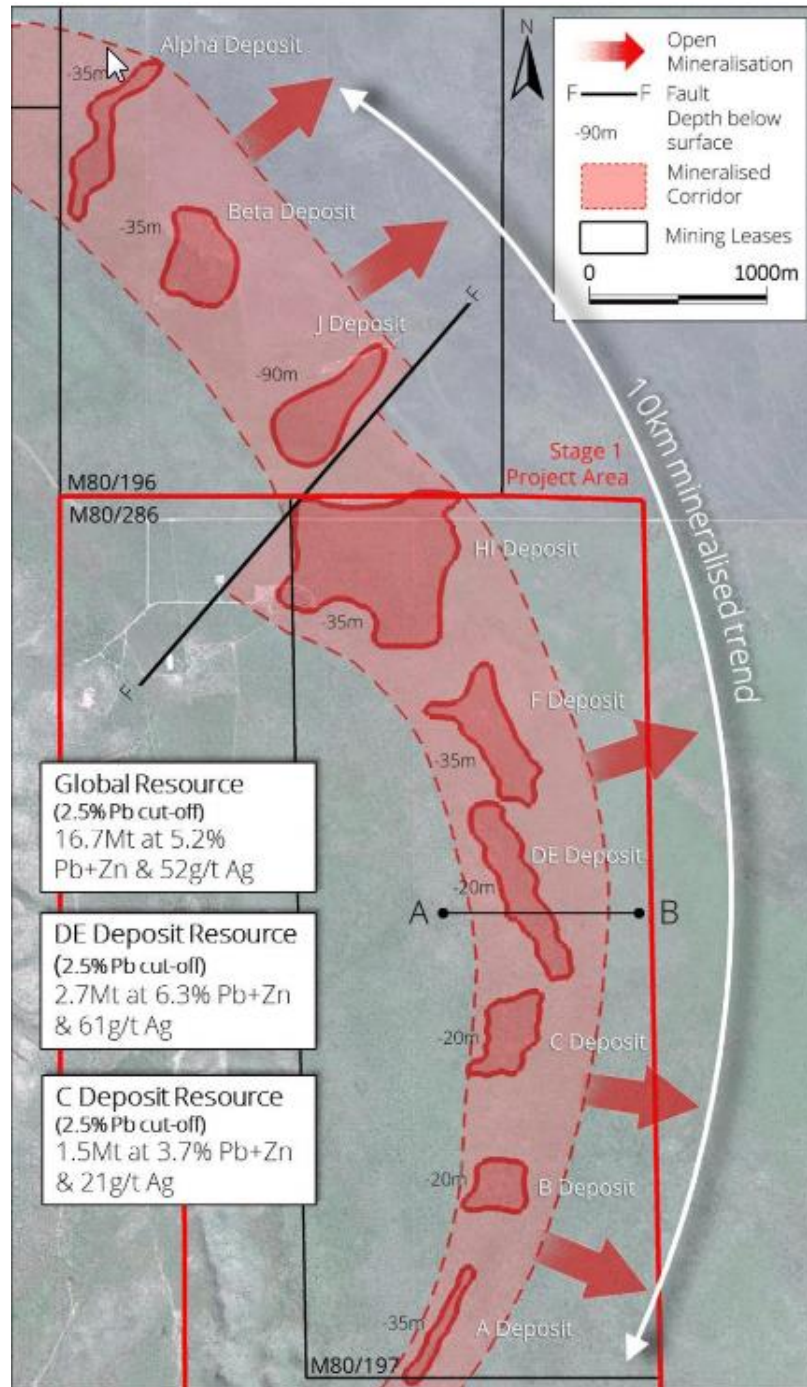 Alpha Deposit
-35m
N
Open
Mineralisation
F
F
Fault
-90m
Depth below
surface
Mineralised
Corridor
Mining Leases
0
1000m
Beta Deposit
-35m
J Deposit
F
-90m
10km mineralised trend
Stage 1
Project Area
M80/196
M80/286
HI Deposit
-35m
F
F Deposit
-35m
Global Resource
(2.5% Pb cut-off)
16.7Mt at 5.2%
Pb+Zn & 52g/t Ag
DE Deposit
-20m
A
B
DE Deposit Resource
(2.5% Pb cut-off)
2.7Mt at 6.3% Pb+Zn
& 61g/t Ag
-20m
C Deposit
C Deposit Resource
(2.5% Pb cut-off)
1.5Mt at 3.7% Pb+Zn
& 21g/t Ag
-20m
B Deposit
-35m
A Deposit
M80/197